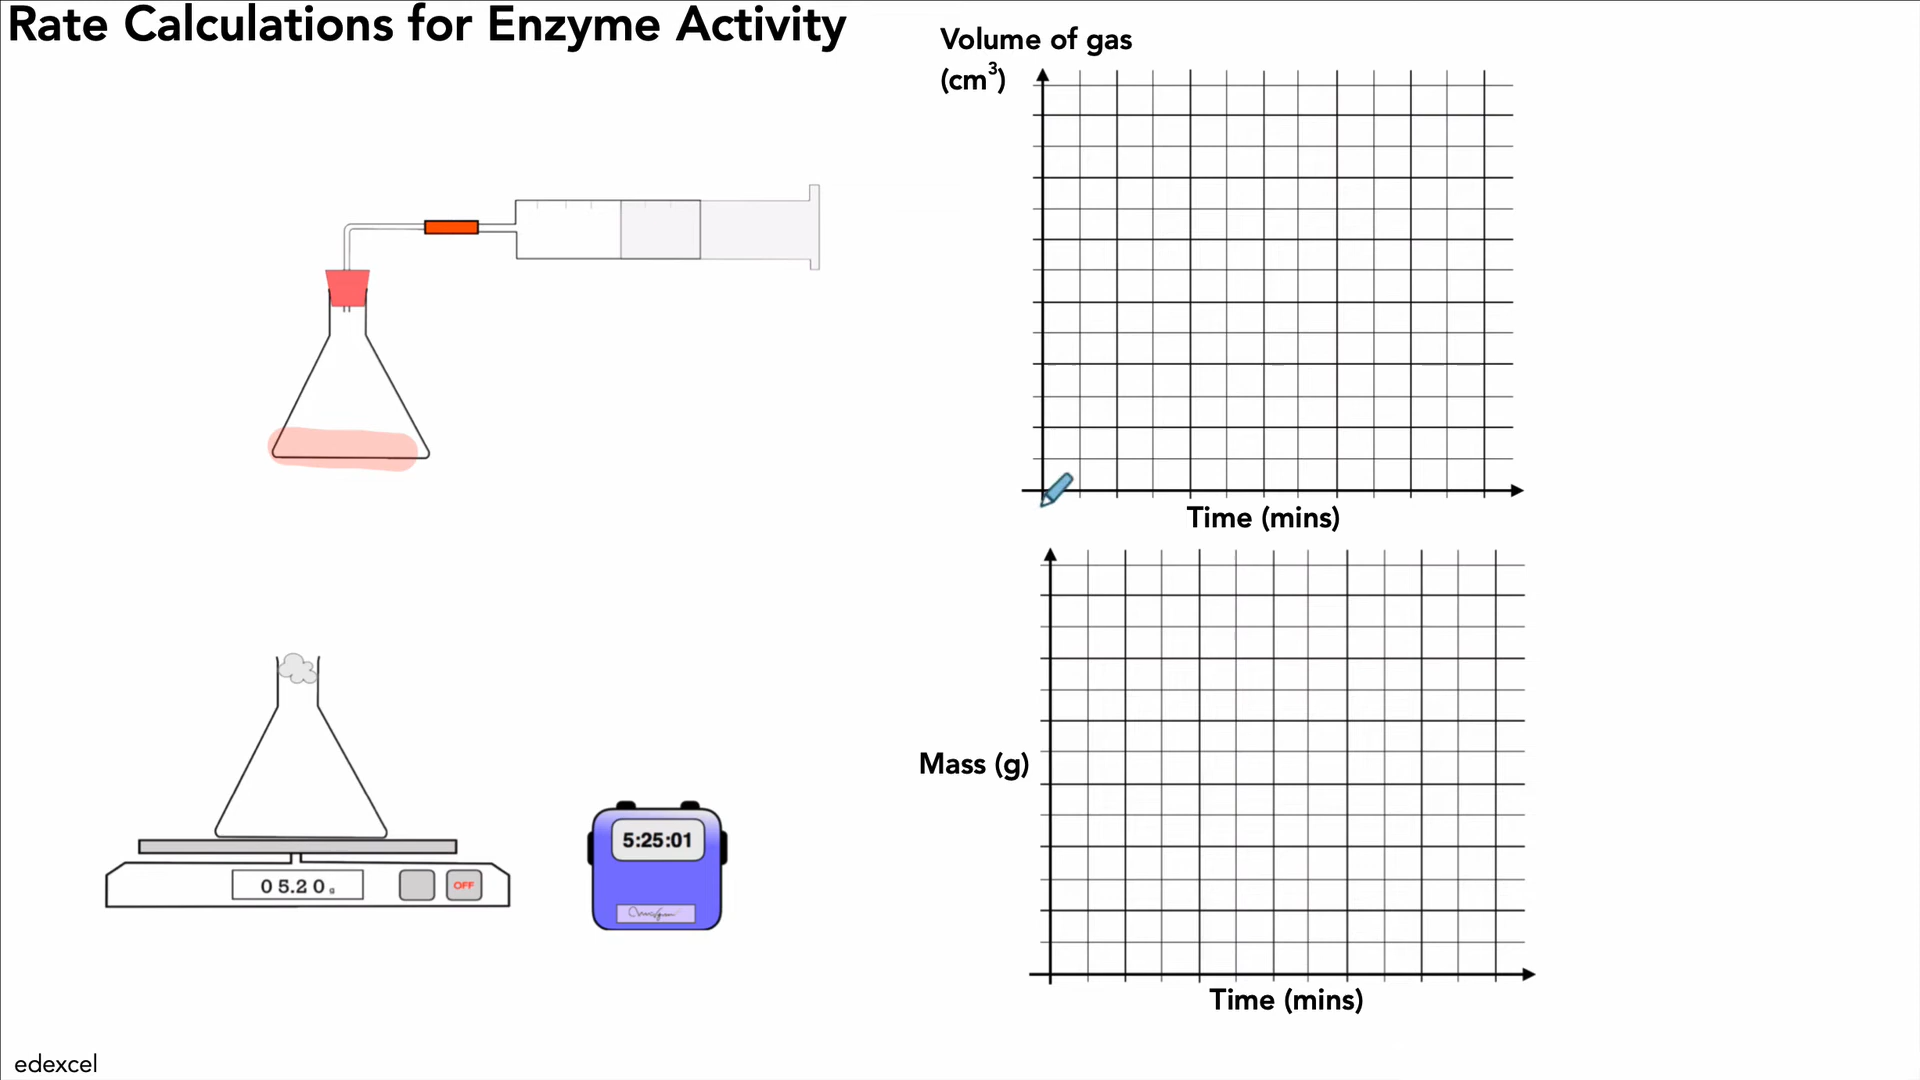 Rate Calculations for Enzyme Activity
Volume of gas
(cm³)
Time (mins)
Mass (g)
05.20g
OFF
5:25:01
Time (mins)
edexcel